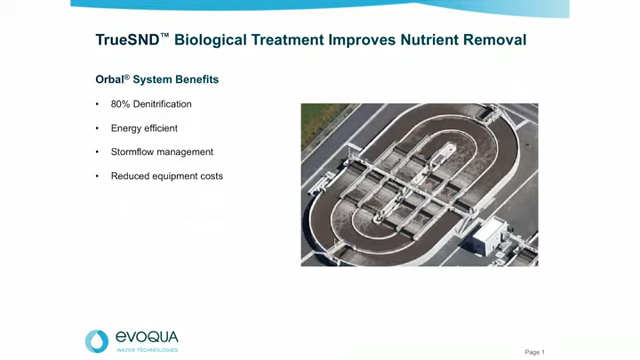 TrueSND™ Biological Treatment Improves Nutrient Removal
Orbal® System Benefits
• 80% Denitrification
• Energy efficient
• Stormflow management
• Reduced equipment costs
evoqua
WATER TECHNOLOGIES
Page 1